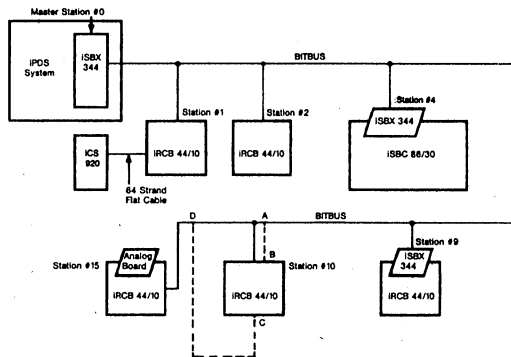 Master Station #0
iPDS
System
iSBX
344
BITBUS
Station #1
Station #2
Station #4
iSBX 344
iCS
920
iRCB 44/10
iRCB 44/10
iSBC 86/30
64 Strand
Flat Cable
D
A
BITBUS
Station #9
Analog
Board
Station #15
B
Station #10
iSBX
344
iRCB 44/10
iRCB 44/10
iRCB 44/10
C